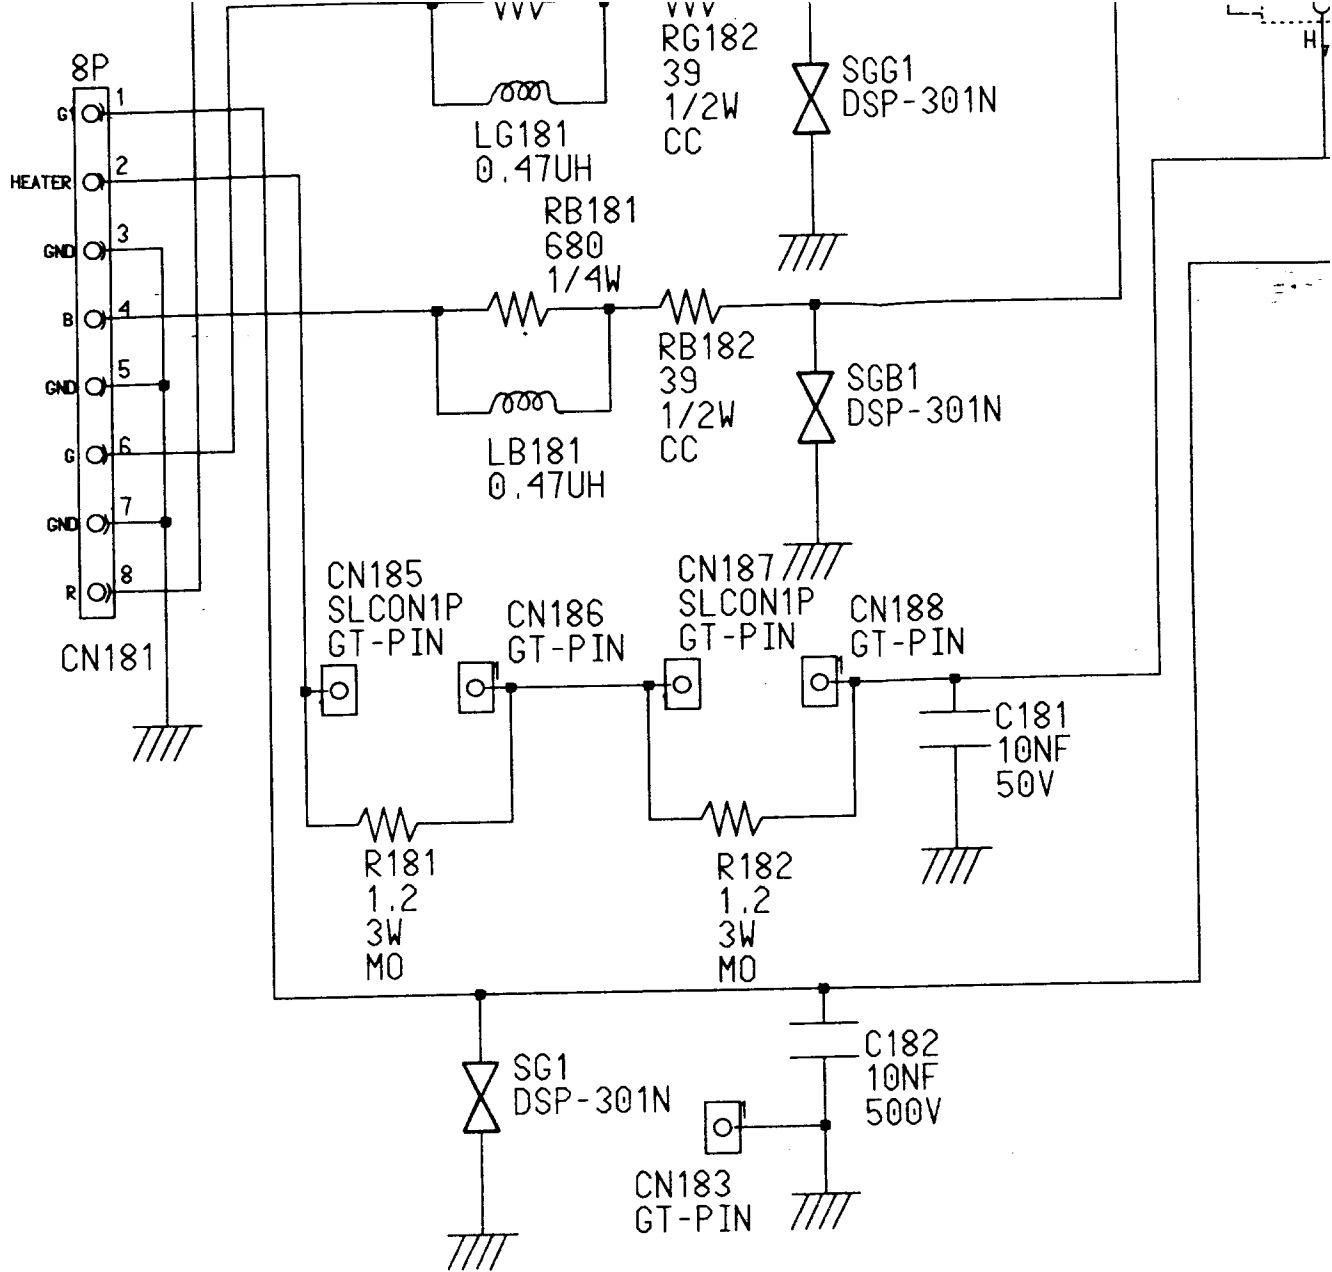 RG182
39
1/2W
CC
SGG1
DSP-301N
H
8P
G1
1
HEATER
2
GND
3
B
4
GND
5
G
6
GND
7
R
8
CN181
LG181
0.47UH
RB181
680
1/4W
RB182
39
1/2W
CC
SGB1
DSP-301N
LB181
0.47UH
CN185
SLCON1P
GT-PIN
CN186
GT-PIN
CN187
SLCON1P
GT-PIN
CN188
GT-PIN
C181
10NF
50V
R181
1.2
3W
MO
R182
1.2
3W
MO
SG1
DSP-301N
C182
10NF
500V
CN183
GT-PIN